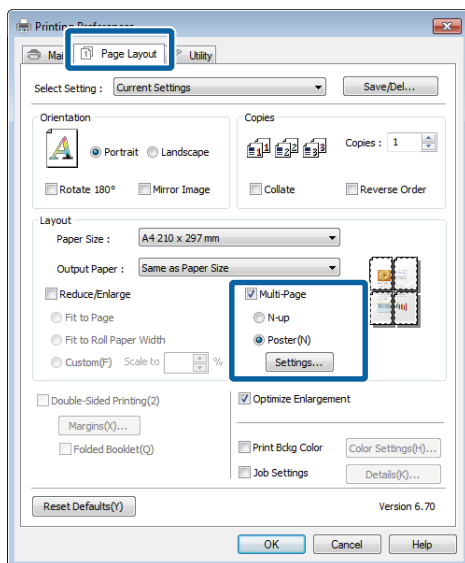 Printing Preferences
Mai Page Layout Utility
Select Setting : Current Settings Save/Del...
Orientation Copies
Portrait Landscape Copies : 1
Rotate 180° Mirror Image Collate Reverse Order
Layout
Paper Size : A4 210 x 297 mm
Output Paper : Same as Paper Size
Reduce/Enlarge Multi-Page
Fit to Page N-up
Fit to Roll Paper Width Poster(N)
Custom(F) Scale to % Settings...
Double-Sided Printing(2) Optimize Enlargement
Margins(X)...
Folded Booklet(Q) Print Bckg Color Color Settings(H)...
Job Settings Details(K)...
Reset Defaults(Y) Version 6.70
OK Cancel Help